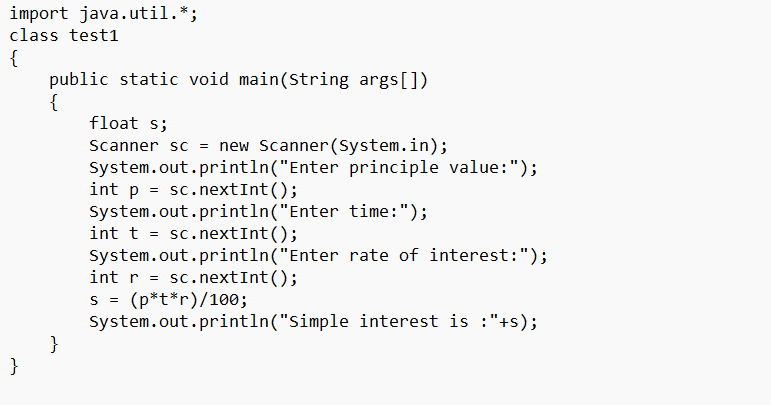 import java.util.*;
class test1
{
    public static void main(String args[])
    {
        float s;
        Scanner sc = new Scanner(System.in);
        System.out.println("Enter principle value:");
        int p = sc.nextInt();
        System.out.println("Enter time:");
        int t = sc.nextInt();
        System.out.println("Enter rate of interest:");
        int r = sc.nextInt();
        s = (p*t*r)/100;
        System.out.println("Simple interest is :"+s);
    }
}